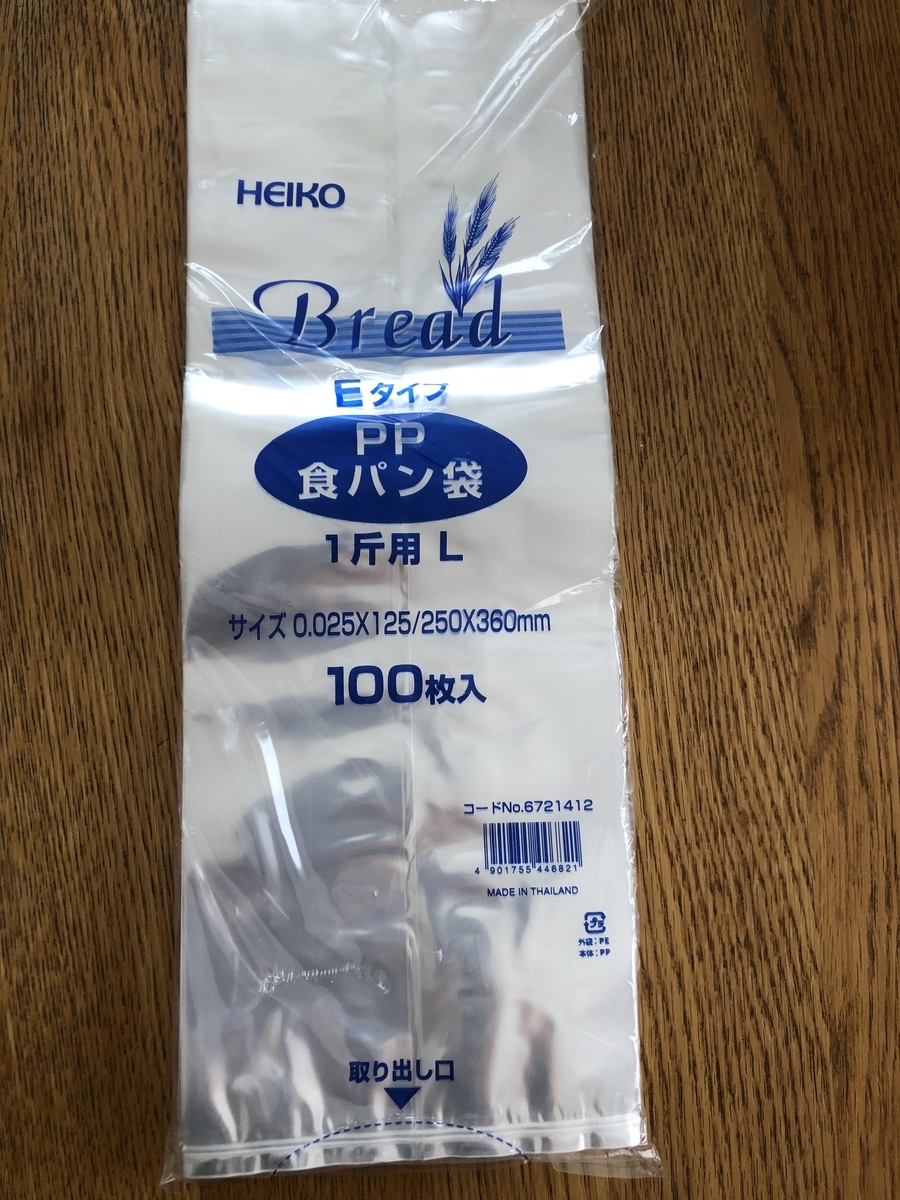 HEIKO
Bread
Eタイプ
PP
食パン袋
1斤用 L
サイズ 0.025X125/250X360mm
100枚入
コードNo.6721412
4 901755 446821
MADE IN THAILAND
プラ
外袋:PE
本体:PP
取り出し口